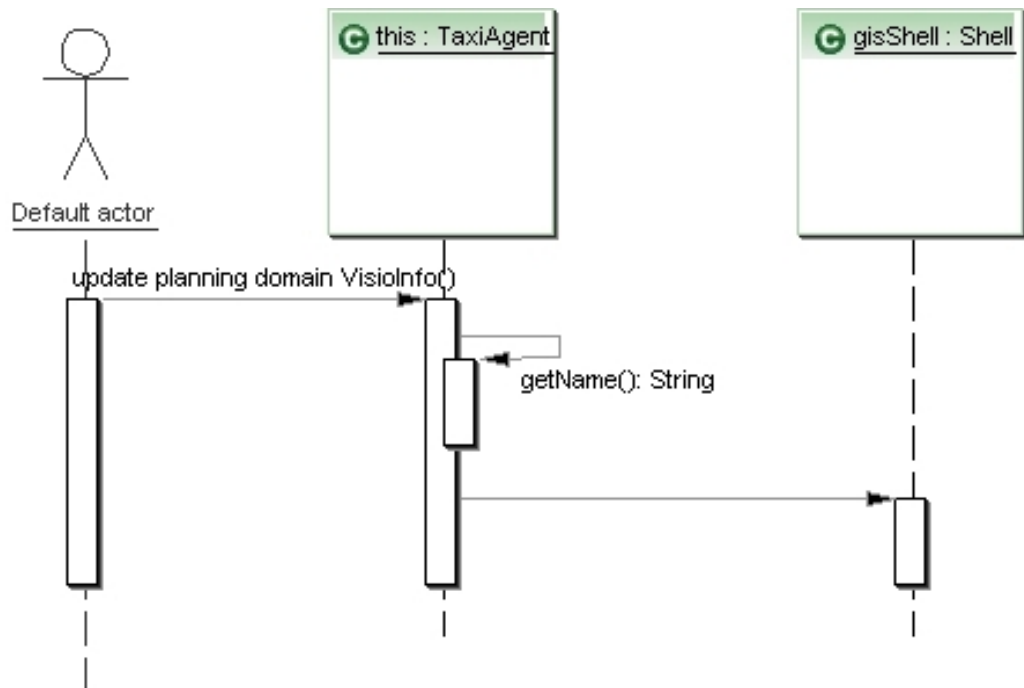 C this : TaxiAgent
C gisShell : Shell
Default actor
update planning domain VisioInfo()
getName(): String